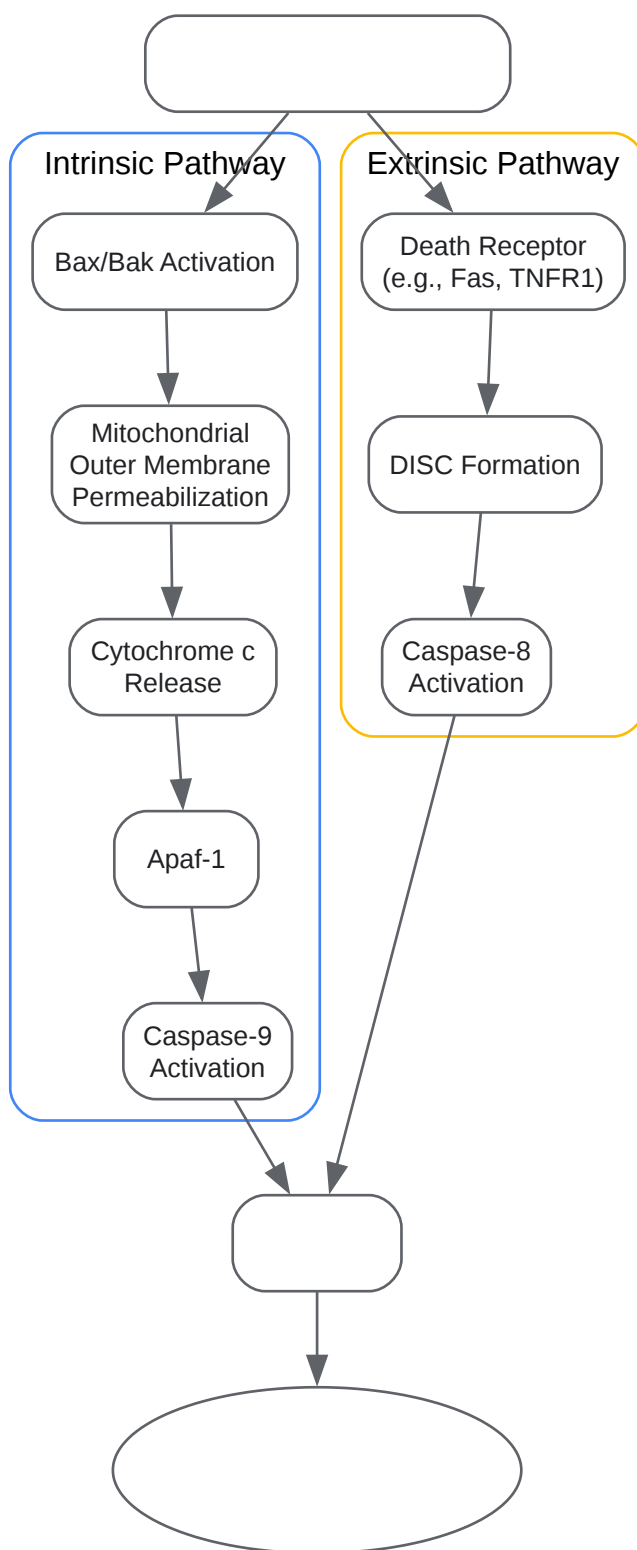 Intrinsic Pathway
Extrinsic Pathway
Bax/Bak Activation
Death Receptor
(e.g., Fas, TNFR1)
Mitochondrial
Outer Membrane
Permeabilization
DISC Formation
Cytochrome c
Release
Caspase-8
Activation
Apaf-1
Caspase-9
Activation